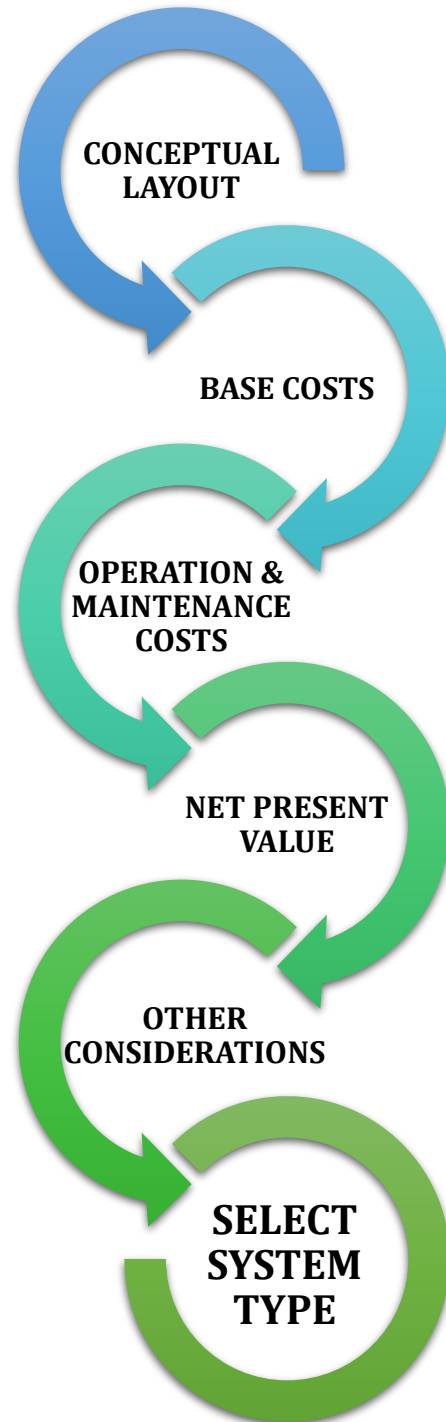 CONCEPTUAL
LAYOUT
BASE COSTS
OPERATION &
MAINTENANCE
COSTS
NET PRESENT
VALUE
OTHER
CONSIDERATIONS
SELECT
SYSTEM
TYPE